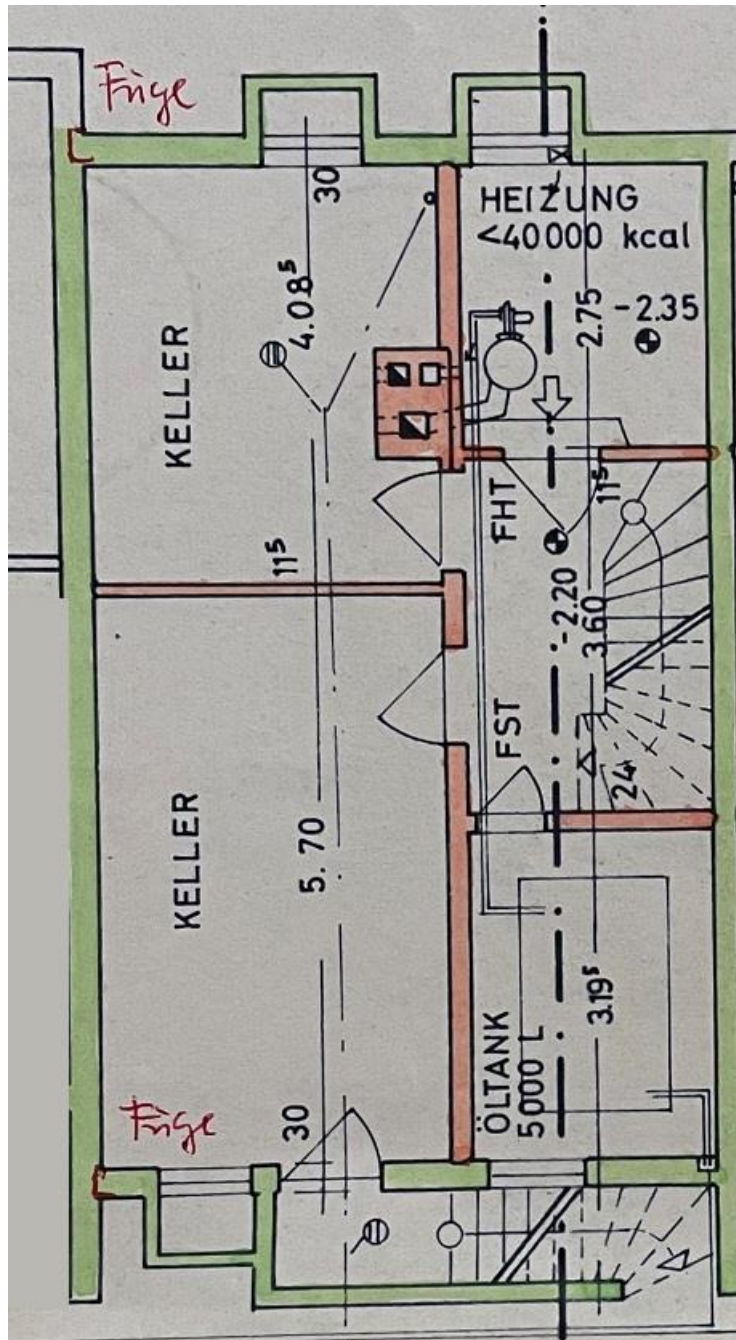 Fuge
30
HEIZUNG
<40000 kcal
4.08⁵
2.75
-2.35
KELLER
FHT
11⁵
11⁵
-2.20
3.60
FST
24
KELLER
5.70
3.19⁵
ÖLTANK
5000 L
Fuge
30